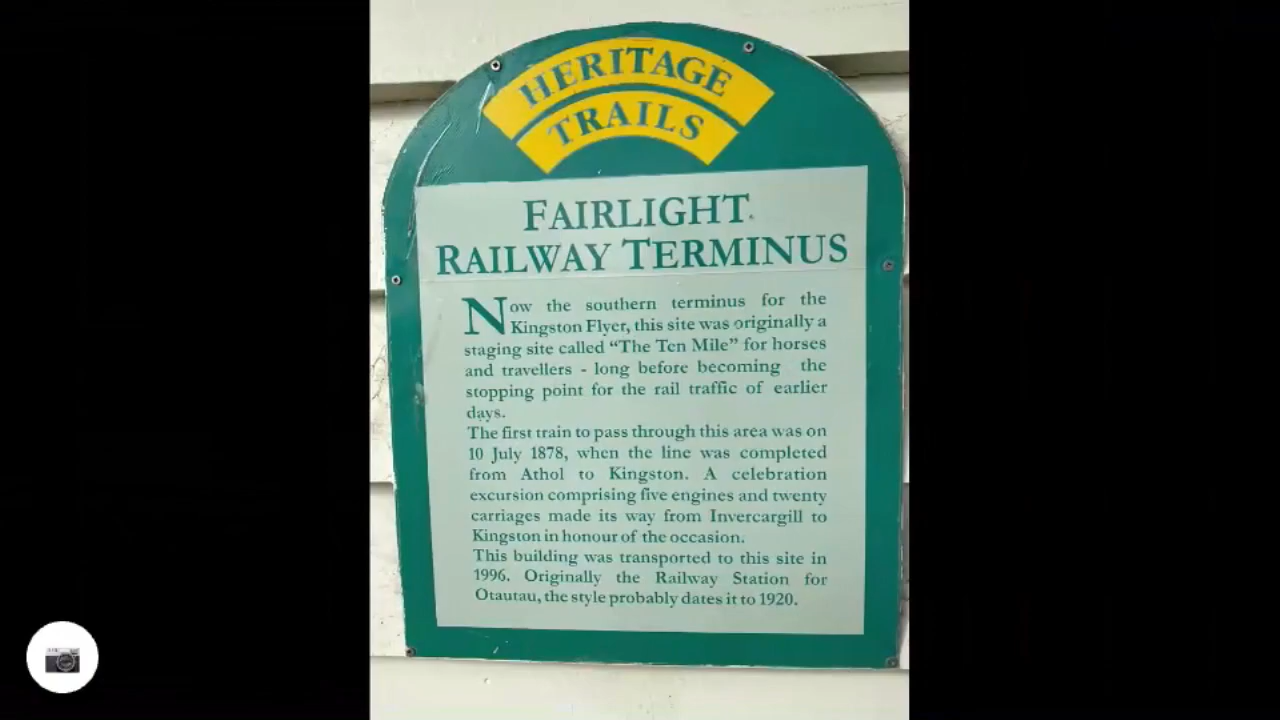 HERITAGE
TRAILS
FAIRLIGHT
RAILWAY TERMINUS
Now the southern terminus for the
Kingston Flyer, this site was originally a
staging site called “The Ten Mile” for horses
and travellers - long before becoming the
stopping point for the rail traffic of earlier
days.
The first train to pass through this area was on
10 July 1878, when the line was completed
from Athol to Kingston. A celebration
excursion comprising five engines and twenty
carriages made its way from Invercargill to
Kingston in honour of the occasion.
This building was transported to this site in
1996. Originally the Railway Station for
Otautau, the style probably dates it to 1920.